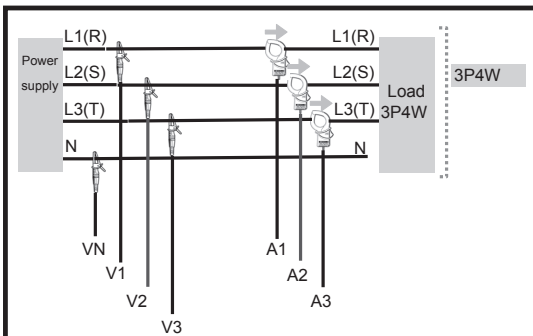 L1(R) L1(R)
Power
supply
L2(S) L2(S)
3P4W
Load
3P4W
L3(T) L3(T)
N N
VN
V1
V2
V3
A1
A2
A3